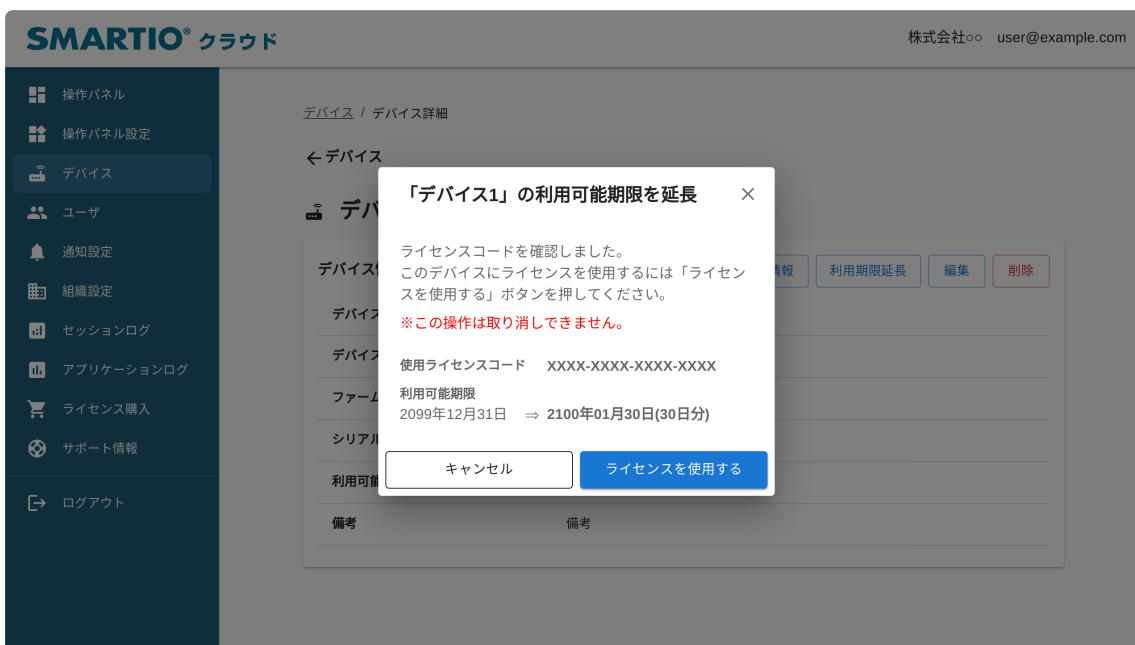 SMARTIO® クラウド
株式会社○○ user@example.com
操作パネル
操作パネル設定
デバイス
ユーザ
通知設定
組織設定
セッションログ
アプリケーションログ
ライセンス購入
サポート情報
ログアウト
デバイス / デバイス詳細
デバイス
デバ
デバイス
情報 利用期限延長 編集 削除
デバイス
デバイス
ファーム
シリアル
利用可能
備考 備考
「デバイス1」の利用可能期限を延長
ライセンスコードを確認しました。
このデバイスにライセンスを使用するには「ライセン
スを使用する」ボタンを押してください。
※この操作は取り消しできません。
使用ライセンスコード XXXX-XXXX-XXXX-XXXX
利用可能期限
2099年12月31日 ⇒ 2100年01月30日(30日分)
キャンセル ライセンスを使用する